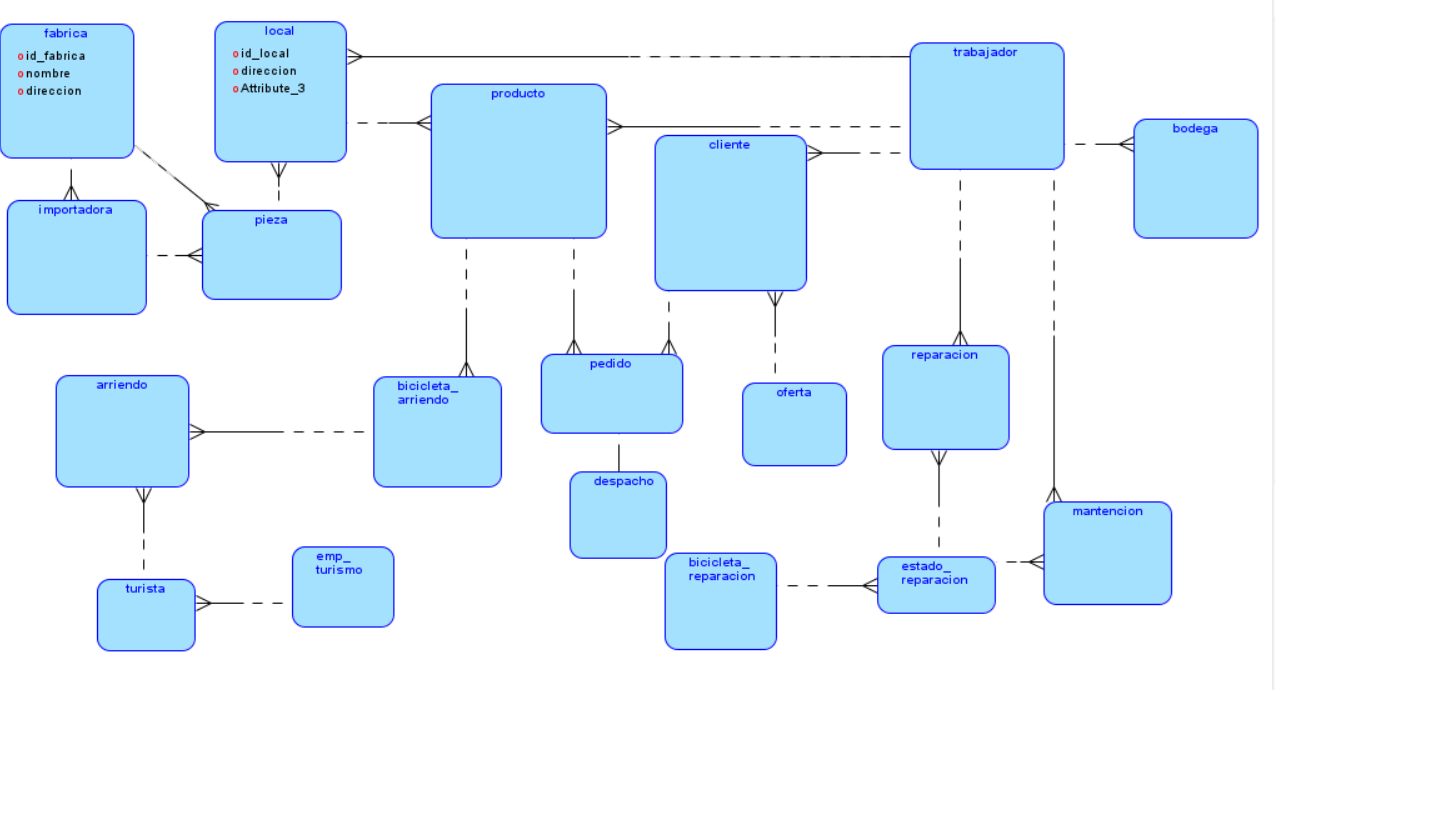 fabrica
o id_fabrica
o nombre
o direccion
local
o id_local
o direccion
o Attribute_3
trabajador
producto
cliente
bodega
importadora
pieza
arriendo
bicicleta_
arriendo
pedido
oferta
reparacion
despacho
mantencion
emp_
turismo
bicicleta_
reparacion
estado_
reparacion
turista